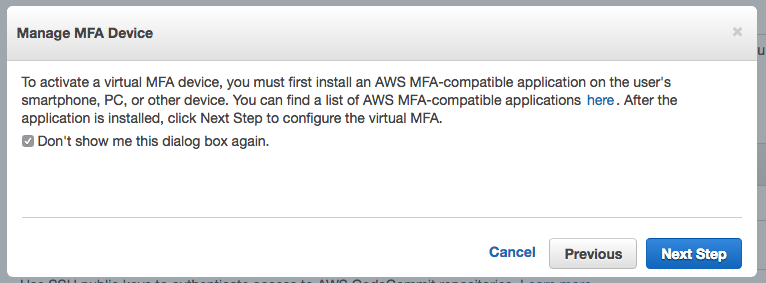 Manage MFA Device
To activate a virtual MFA device, you must first install an AWS MFA-compatible application on the user's
smartphone, PC, or other device. You can find a list of AWS MFA-compatible applications here. After the
application is installed, click Next Step to configure the virtual MFA.
Don't show me this dialog box again.
Cancel Previous Next Step